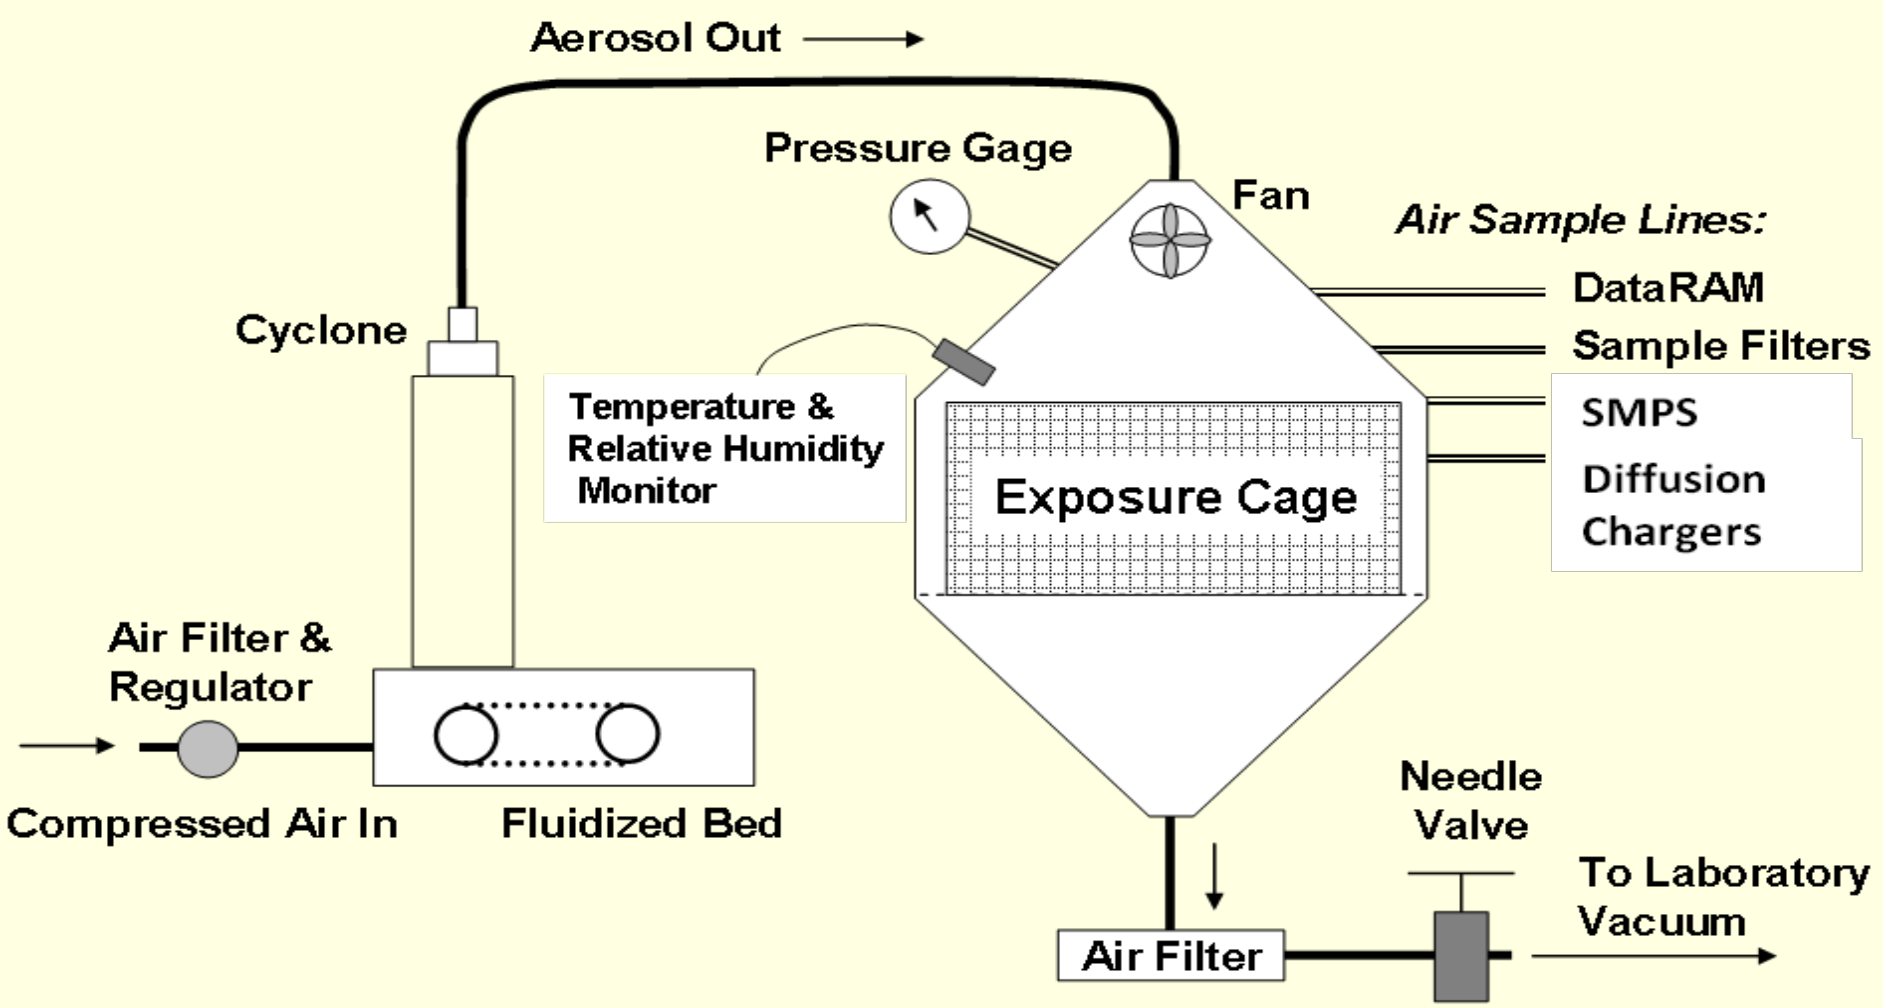 Aerosol Out
Pressure Gage
Fan
Air Sample Lines:
DataRAM
Sample Filters
SMPS
Diffusion
Chargers
Cyclone
Temperature &
Relative Humidity
Monitor
Exposure Cage
Air Filter &
Regulator
Compressed Air In
Fluidized Bed
Needle
Valve
To Laboratory
Vacuum
Air Filter